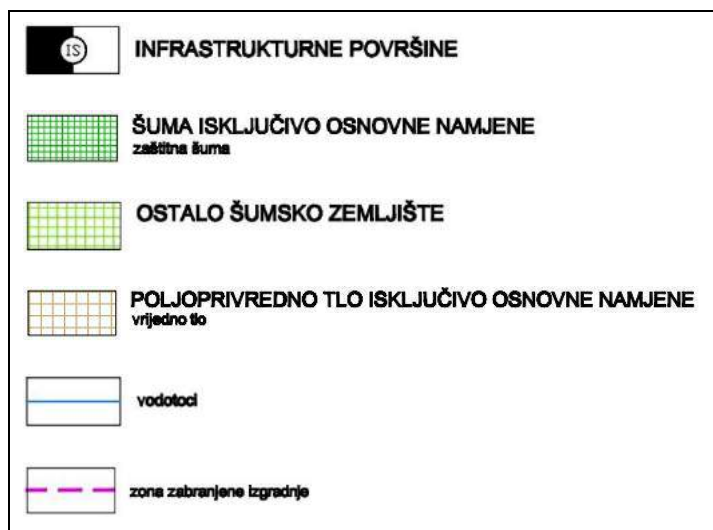 IS INFRASTRUKTURNE POVRŠINE
ŠUMA ISKLJUČIVO OSNOVNE NAMJENE
zaštitna šuma
OSTALO ŠUMSKO ZEMLJIŠTE
POLJOPRIVREDNO TLO ISKLJUČIVO OSNOVNE NAMJENE
vrijedno tlo
vodotoci
zona zabranjene izgradnje